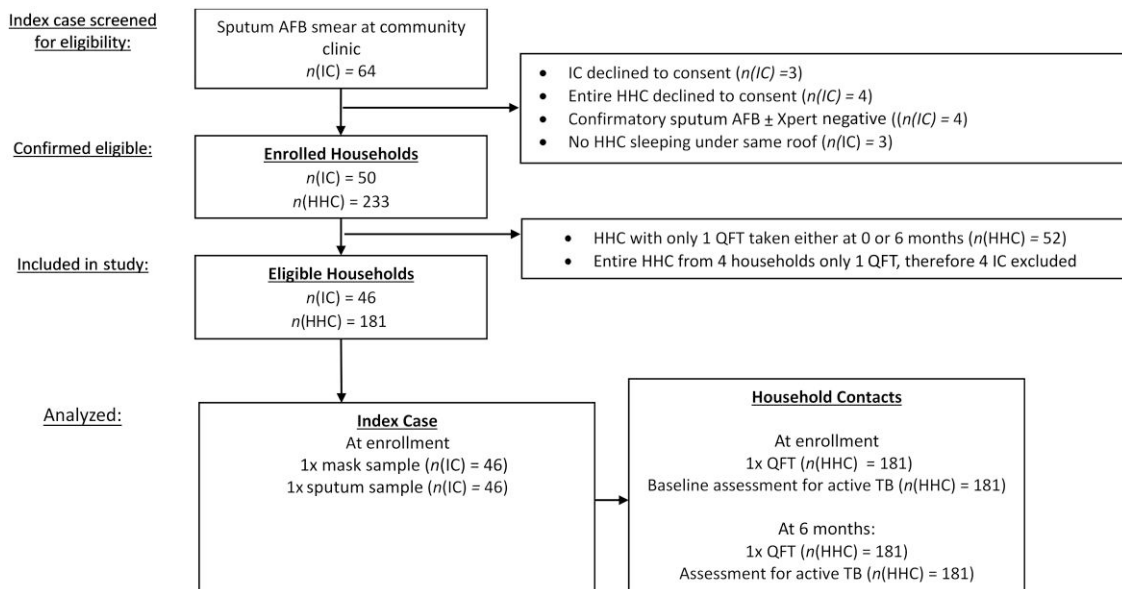 Index case screened
for eligibility:
Sputum AFB smear at community
clinic
n(IC) = 64
• IC declined to consent (n(IC) =3)
• Entire HHC declined to consent (n(IC) = 4)
• Confirmatory sputum AFB ± Xpert negative ((n(IC) = 4)
• No HHC sleeping under same roof (n(IC) = 3)
Confirmed eligible:
Enrolled Households
n(IC) = 50
n(HHC) = 233
• HHC with only 1 QFT taken either at 0 or 6 months (n(HHC) = 52)
• Entire HHC from 4 households only 1 QFT, therefore 4 IC excluded
Included in study:
Eligible Households
n(IC) = 46
n(HHC) = 181
Analyzed:
Index Case
At enrollment
1x mask sample (n(IC) = 46)
1x sputum sample (n(IC) = 46)
Household Contacts
At enrollment
1x QFT (n(HHC) = 181)
Baseline assessment for active TB (n(HHC) = 181)
At 6 months:
1x QFT (n(HHC) = 181)
Assessment for active TB (n(HHC) = 181)